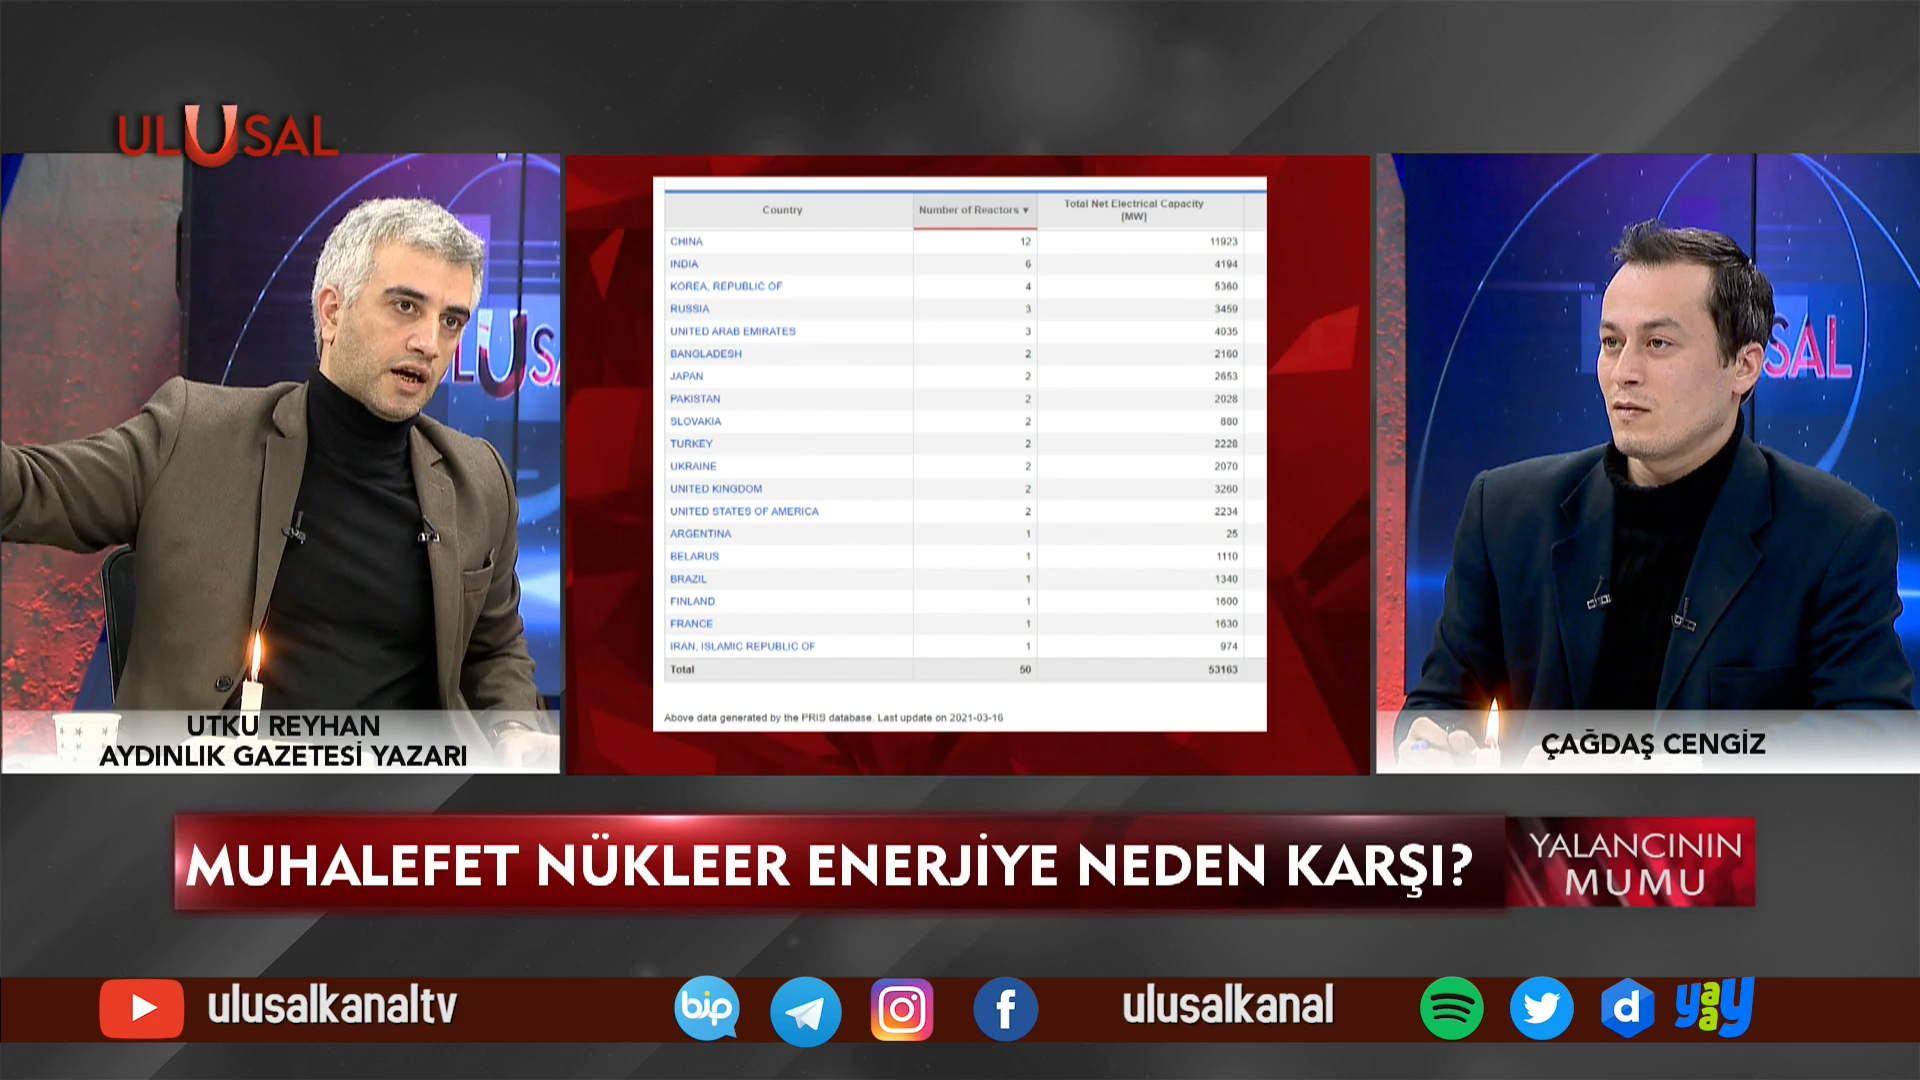 ULUSAL
ULUSAL
SAL
Country Number of Reactors ▼ Total Net Electrical Capacity
[MW]
CHINA 12 11923
INDIA 6 4194
KOREA, REPUBLIC OF 4 5360
RUSSIA 3 3459
UNITED ARAB EMIRATES 3 4035
BANGLADESH 2 2160
JAPAN 2 2653
PAKISTAN 2 2028
SLOVAKIA 2 880
TURKEY 2 2228
UKRAINE 2 2070
UNITED KINGDOM 2 3260
UNITED STATES OF AMERICA 2 2234
ARGENTINA 1 25
BELARUS 1 1110
BRAZIL 1 1340
FINLAND 1 1600
FRANCE 1 1630
IRAN, ISLAMIC REPUBLIC OF 1 974
Total 50 53163
Above data generated by the PRIS database. Last update on 2021-03-16
UTKU REYHAN
AYDINLIK GAZETESİ YAZARI
ÇAĞDAŞ CENGİZ
MUHALEFET NÜKLEER ENERJİYE NEDEN KARŞI?
YALANCININ
MUMU
ulusalkanaltv
bip
ulusalkanal
d
yaay